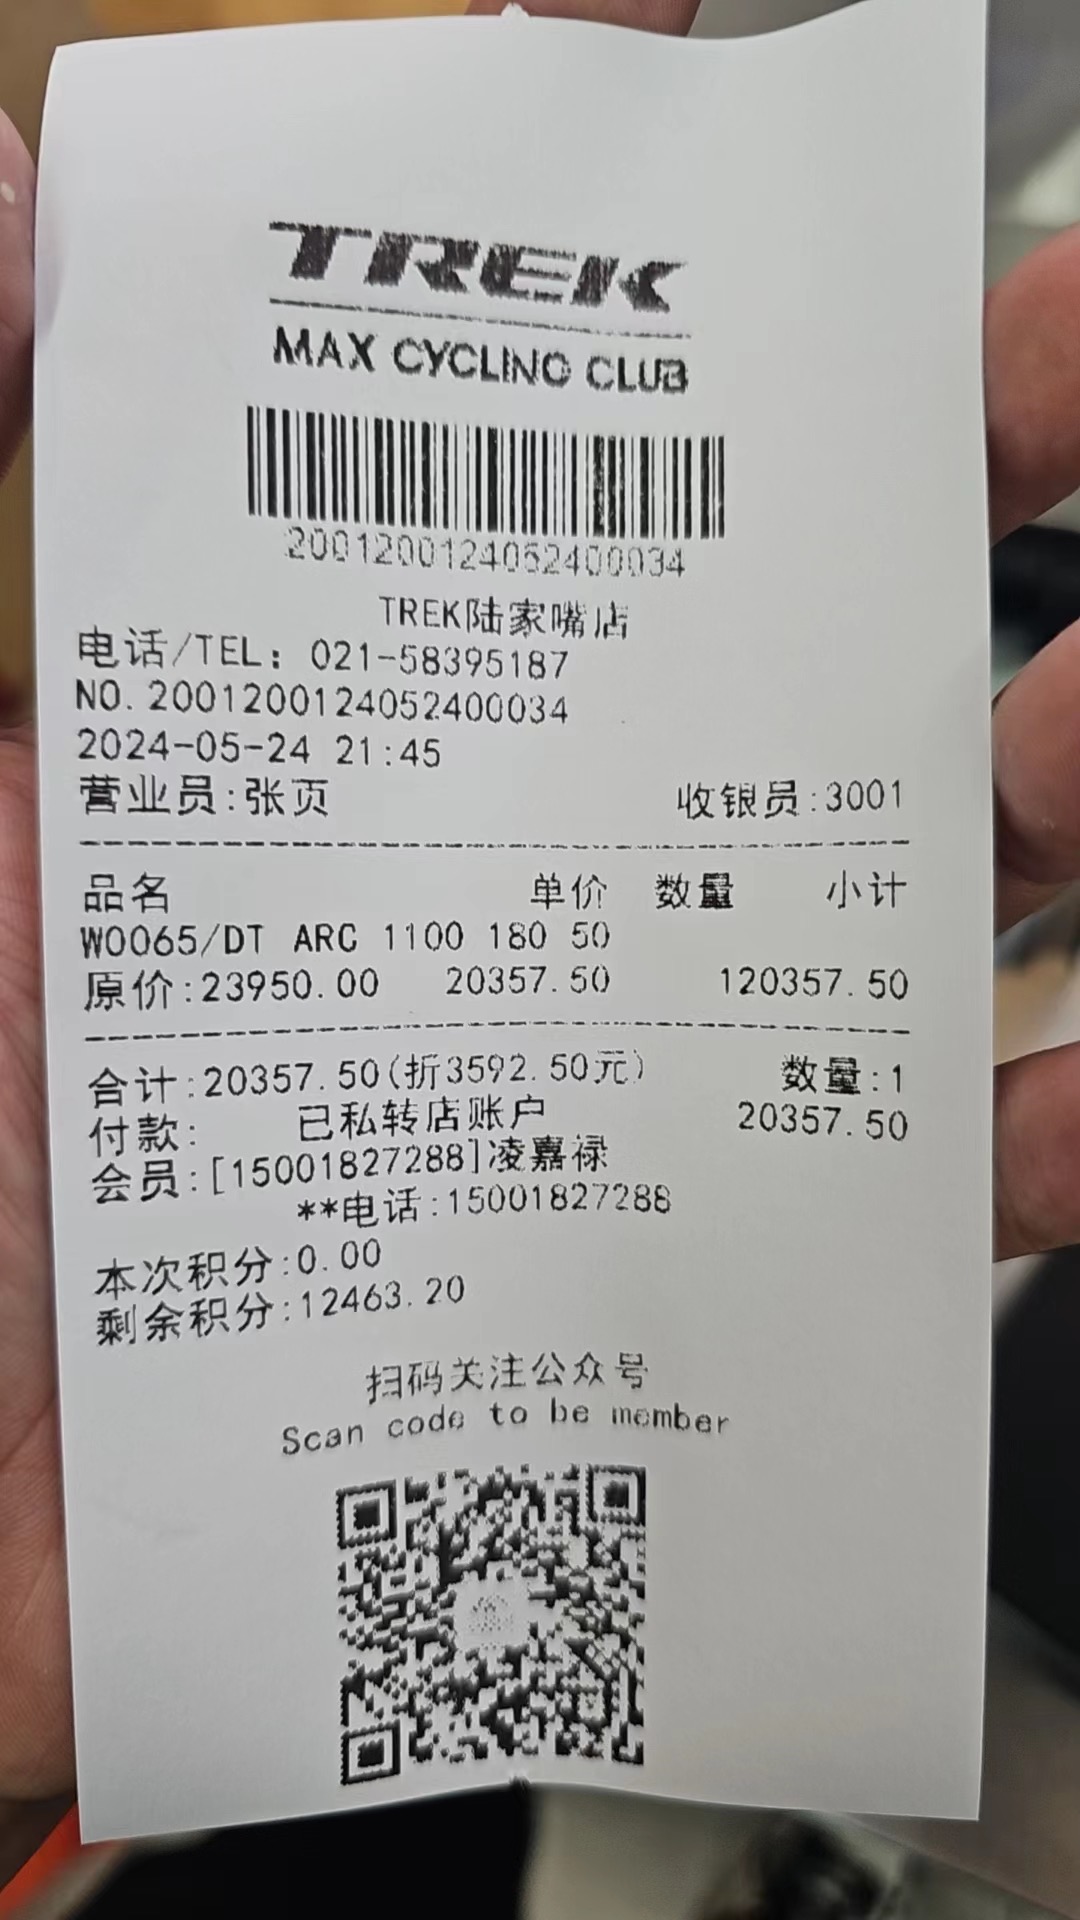 TREK
MAX CYCLING CLUB
2001200124052400034
TREK陆家嘴店
电话/TEL: 021-58395187
NO. 2001200124052400034
2024-05-24 21:45
营业员:张页 收银员:3001
品名 单价 数量 小计
W0065/DT ARC 1100 180 50
原价:23950.00 20357.50 120357.50
合计:20357.50(折3592.50元) 数量:1
付款: 已私转店账户 20357.50
会员:[15001827288]凌嘉禄
**电话:15001827288
本次积分:0.00
剩余积分:12463.20
扫码关注公众号
Scan code to be member